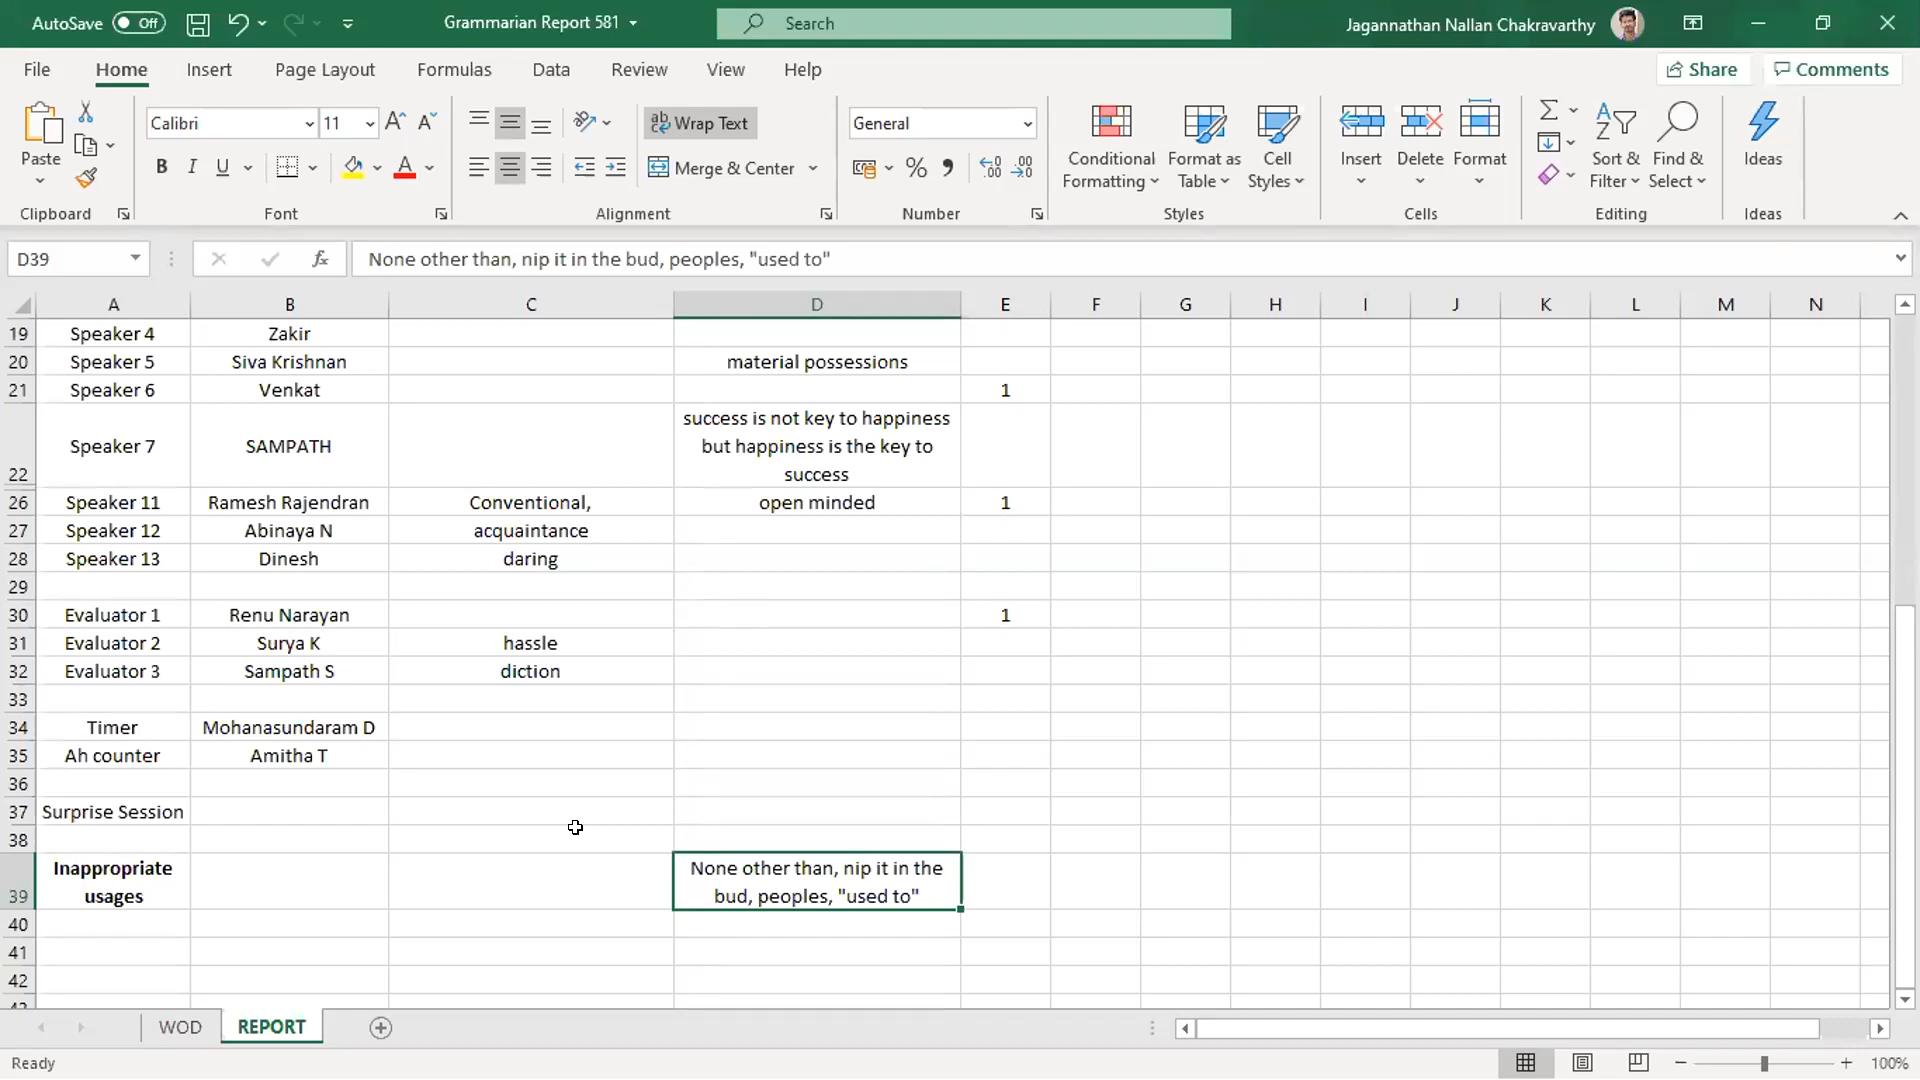 AutoSave Off Grammarian Report 581 Search Jagannathan Nallan Chakravarthy
File Home Insert Page Layout Formulas Data Review View Help Share Comments
Calibri 11 Wrap Text General
Paste B I U Merge & Center % Conditional Formatting Format as Table Cell Styles Insert Delete Format Sort & Filter Find & Select Ideas
Clipboard Font Alignment Number Styles Cells Editing Ideas
D39 fx None other than, nip it in the bud, peoples, "used to"
A B C D E F G H I J K L M N
19 Speaker 4 Zakir
20 Speaker 5 Siva Krishnan material possessions
21 Speaker 6 Venkat 1
22 Speaker 7 SAMPATH success is not key to happiness
but happiness is the key to
success
26 Speaker 11 Ramesh Rajendran Conventional, open minded 1
27 Speaker 12 Abinaya N acquaintance
28 Speaker 13 Dinesh daring
29
30 Evaluator 1 Renu Narayan 1
31 Evaluator 2 Surya K hassle
32 Evaluator 3 Sampath S diction
33
34 Timer Mohanasundaram D
35 Ah counter Amitha T
36
37 Surprise Session
38
39 Inappropriate usages None other than, nip it in the
bud, peoples, "used to"
40
41
42
WOD REPORT
Ready 100%